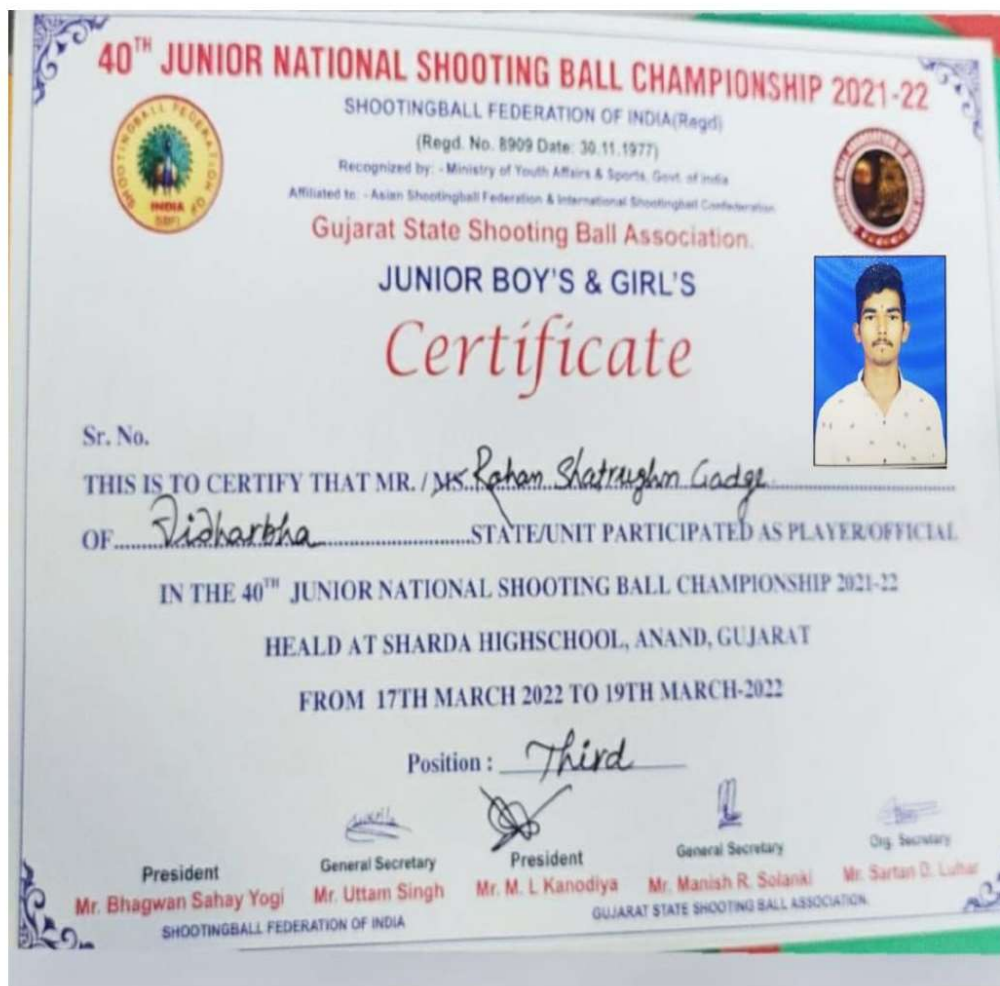 40TH JUNIOR NATIONAL SHOOTING BALL CHAMPIONSHIP 2021-22
SHOOTINGBALL FEDERATION OF INDIA(Regd)
(Regd. No. 8909 Date: 30.11.1977)
Recognized by: - Ministry of Youth Affairs & Sports, Govt. of India
Affiliated to: - Asian Shootingball Federation & International Shootingball Confederation
SHOOTINGBALL FEDERATION OF
INDIA
SBFI
Gujarat State Shooting Ball Association.
JUNIOR BOY'S & GIRL'S
Certificate
Sr. No.
THIS IS TO CERTIFY THAT MR. / MS. Rohan Shatrughn Gadge
OF Vidharbha STATE/UNIT PARTICIPATED AS PLAYER/OFFICIAL
IN THE 40TH JUNIOR NATIONAL SHOOTING BALL CHAMPIONSHIP 2021-22
HEALD AT SHARDA HIGHSCHOOL, ANAND, GUJARAT
FROM 17TH MARCH 2022 TO 19TH MARCH-2022
Position : Third
President General Secretary President General Secretary Org. Secretary
Mr. Bhagwan Sahay Yogi Mr. Uttam Singh Mr. M. L Kanodiya Mr. Manish R. Solanki Mr. Sartan D. Luhar
SHOOTINGBALL FEDERATION OF INDIA GUJARAT STATE SHOOTING BALL ASSOCIATION.